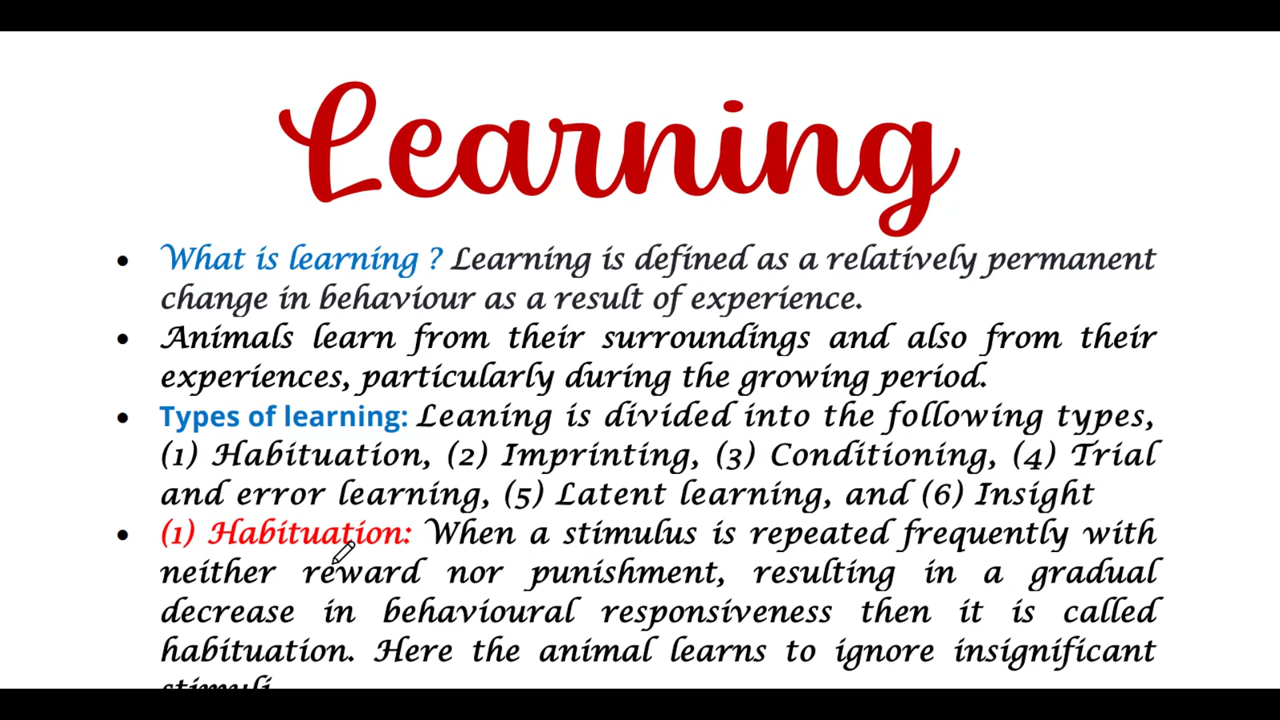 Learning
• What is learning ? Learning is defined as a relatively permanent
change in behaviour as a result of experience.
• Animals learn from their surroundings and also from their
experiences, particularly during the growing period.
• Types of learning: Leaning is divided into the following types,
(1) Habituation, (2) Imprinting, (3) Conditioning, (4) Trial
and error learning, (5) Latent learning, and (6) Insight
• (1) Habituation: When a stimulus is repeated frequently with
neither reward nor punishment, resulting in a gradual
decrease in behavioural responsiveness then it is called
habituation. Here the animal learns to ignore insignificant
stimuli